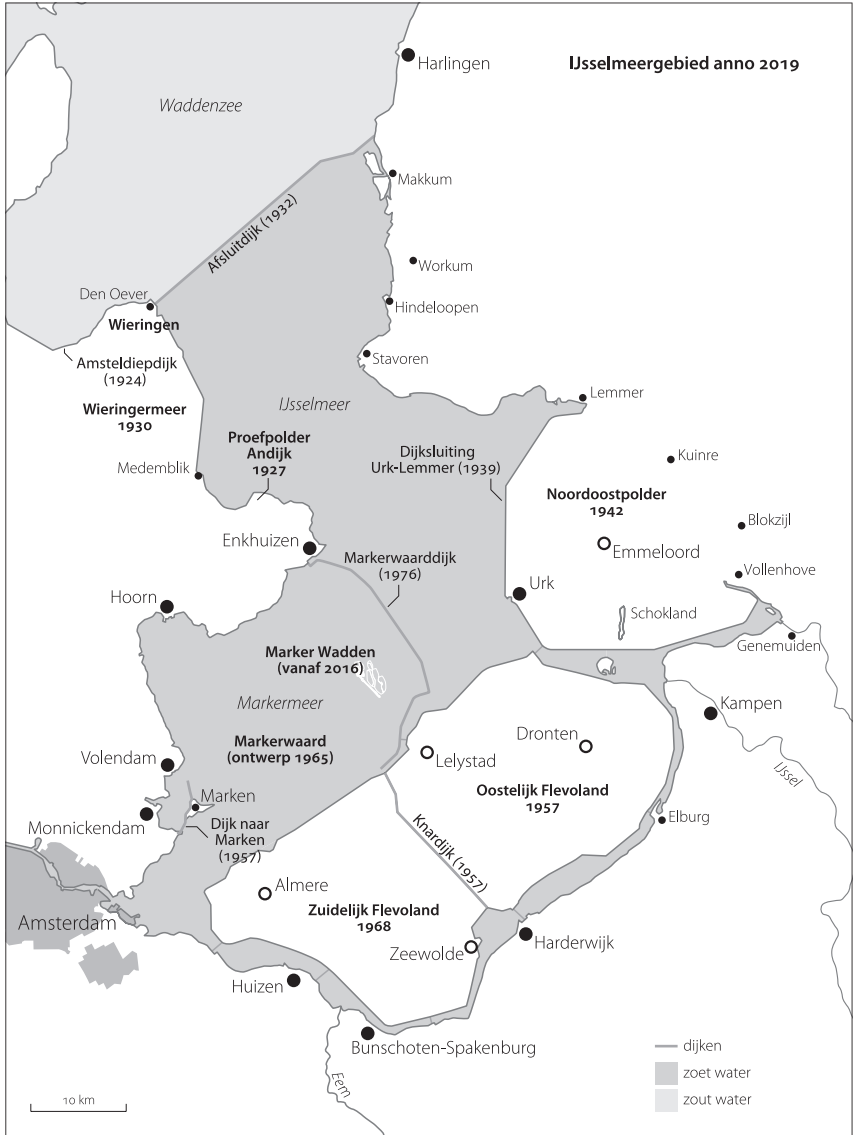 Harlingen
IJsselmeergebied anno 2019
Waddenzee
Makkum
Afsluitdijk (1932)
Workum
Den Oever
Hindeloopen
Wieringen
Amsteldiepdijk
(1924)
Stavoren
Lemmer
Wieringermeer
1930
IJsselmeer
Proefpolder
Andijk
1927
Dijksluiting
Urk-Lemmer (1939)
Kuinre
Medemblik
Noordoostpolder
1942
Blokzijl
Enkhuizen
Emmeloord
Markerwaarddijk
(1976)
Vollenhove
Hoorn
Urk
Schokland
Genemuiden
Marker Wadden
(vanaf 2016)
Markermeer
Kampen
Markerwaard
(ontwerp 1965)
Dronten
Volendam
Lelystad
IJssel
Oostelijk Flevoland
1957
Marken
Monnickendam
Dijk naar
Marken
(1957)
Elburg
Knardijk (1957)
Almere
Zuidelijk Flevoland
1968
Amsterdam
Zeewolde
Harderwijk
Huizen
Bunschoten-Spakenburg
Eem
dijken
zoet water
zout water
10 km